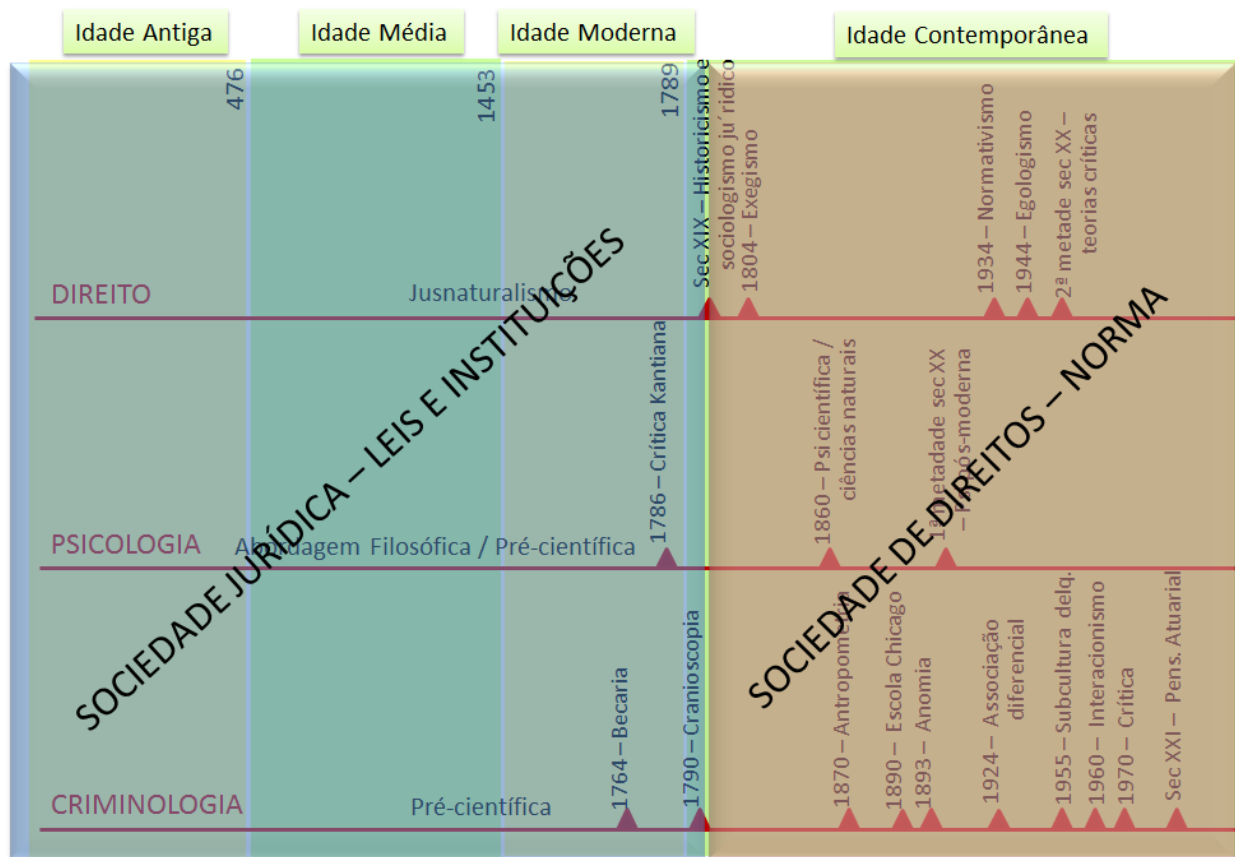 Idade Antiga
Idade Média
Idade Moderna
Idade Contemporânea
476
1453
1789
Sec XIX – Historicismo e
sociologismo ju´ridico
1804 – Exegismo
1934 – Normativismo
1944 – Egologismo
2ª metade sec XX –
teorias críticas
DIREITO
Jusnaturalismo
SOCIEDADE JURÍDICA – LEIS E INSTITUIÇÕES
SOCIEDADE DE DIREITOS – NORMA
1786 – Crítica Kantiana
1860 – Psi científica /
ciências naturais
1ª metadade sec XX
– Psi pós-moderna
PSICOLOGIA
Abordagem Filosófica / Pré-científica
1764 – Becaria
1790 – Cranioscopia
1870 – Antropometria
1890 – Escola Chicago
1893 – Anomia
1924 – Associação
diferencial
1955 – Subcultura delq.
1960 – Interacionismo
1970 – Crítica
Sec XXI – Pens. Atuarial
CRIMINOLOGIA
Pré-científica